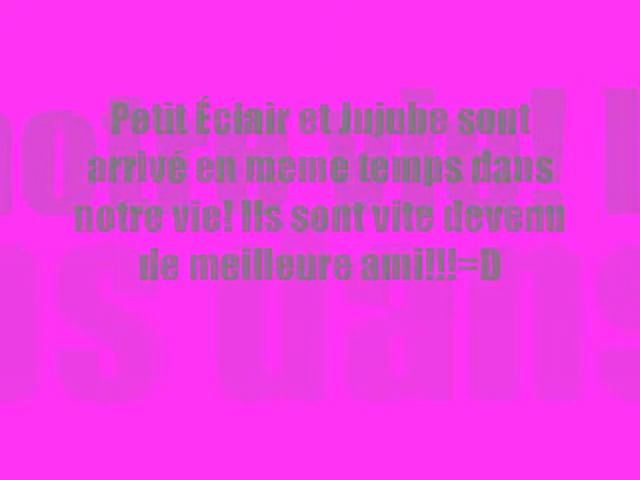 Petit Éclair et Jujube sont
arrivé en meme temps dans
notre vie! Ils sont vite devenu
de meilleure ami!!!=D